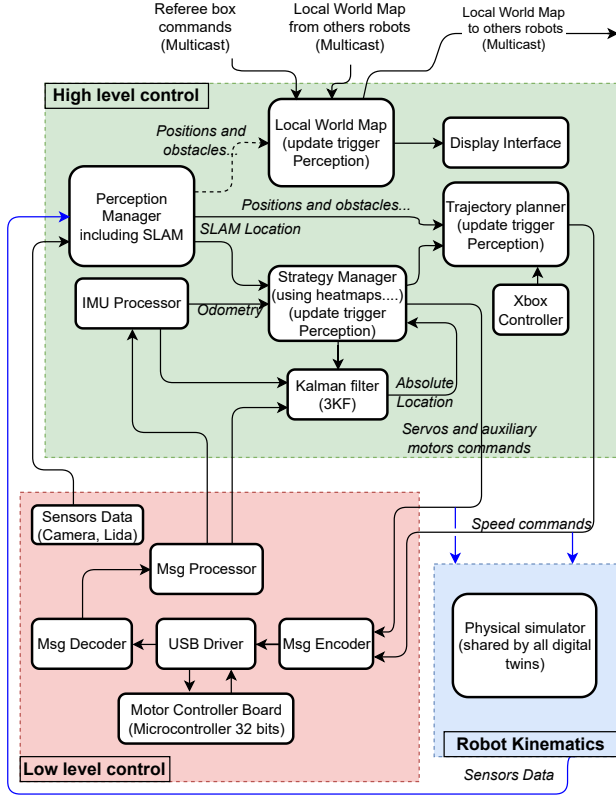 Referee box
commands
(Multicast)
Local World Map
from others robots
(Multicast)
Local World Map
to others robots
(Multicast)
High level control
Positions and
obstacles...
Local World Map
(update trigger
Perception)
Display Interface
Perception
Manager
including SLAM
Positions and obstacles...
SLAM Location
Trajectory planner
(update trigger
Perception)
IMU Processor
Odometry
Strategy Manager
(using heatmaps....)
(update trigger
Perception)
Xbox
Controller
Kalman filter
(3KF)
Absolute
Location
Servos and auxiliary
motors commands
Sensors Data
(Camera, Lida)
Speed commands
Msg Processor
Msg Decoder
USB Driver
Msg Encoder
Physical simulator
(shared by all digital
twins)
Motor Controller Board
(Microcontroller 32 bits)
Robot Kinematics
Low level control
Sensors Data